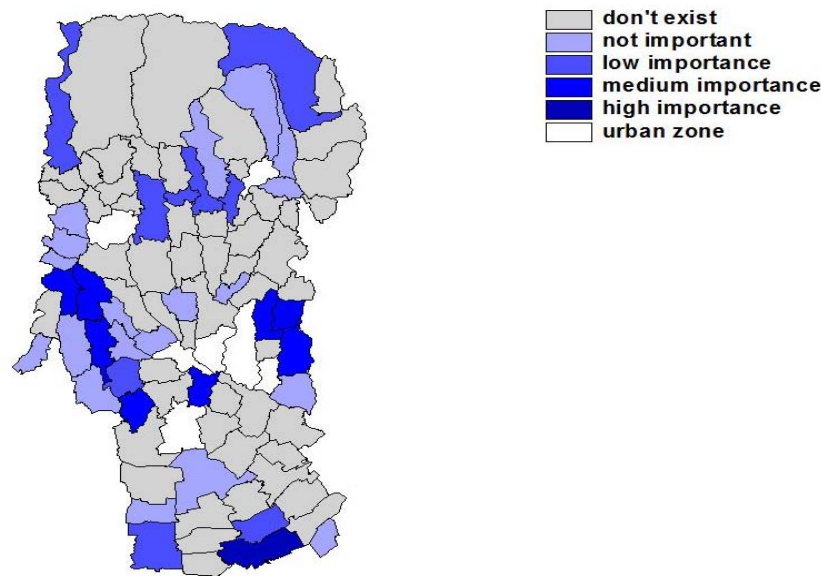 don't exist
not important
low importance
medium importance
high importance
urban zone